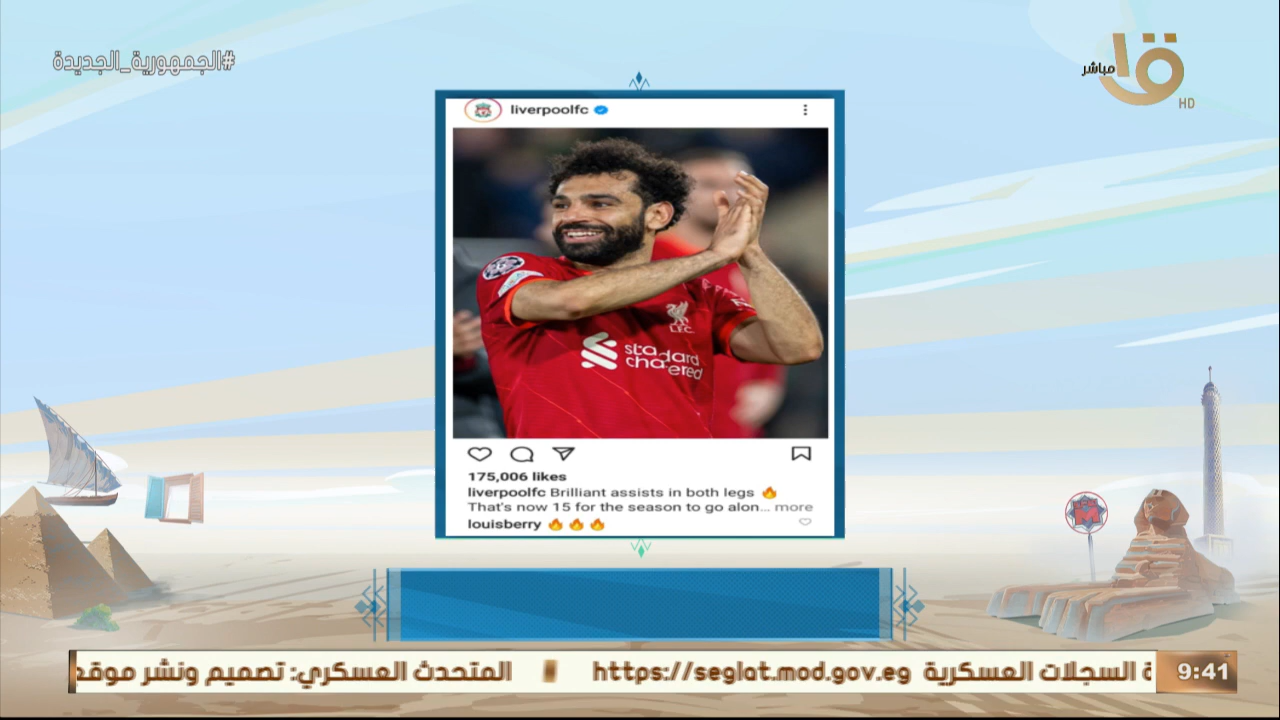 #الجمهورية_الجديدة
مباشر
HD
liverpoolfc
L.F.C.
standard
chartered
175,006 likes
liverpoolfc Brilliant assists in both legs 🔥
That's now 15 for the season to go alon... more
louisberry 🔥🔥🔥
ة السجلات العسكرية https://seglat.mod.gov.eg المتحدث العسكري: تصميم ونشر موقع
9:41